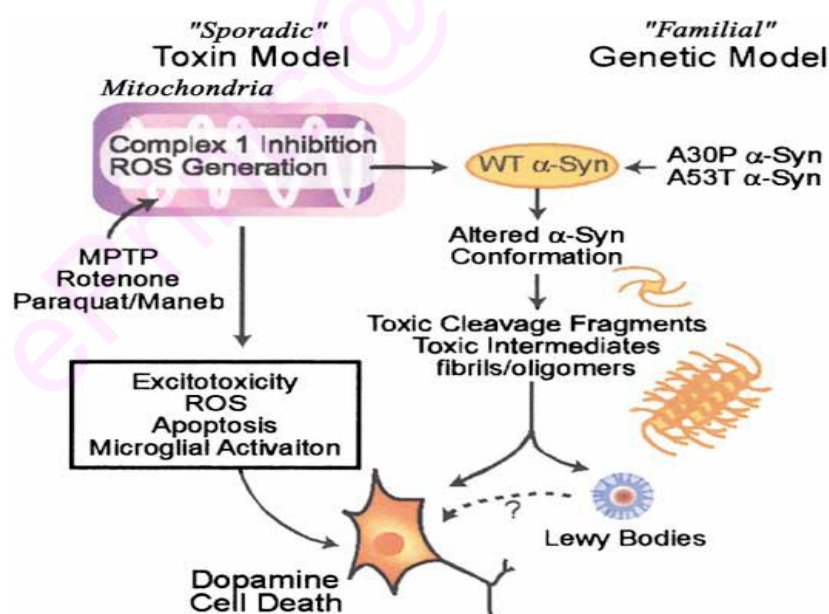 "Sporadic"
Toxin Model
"Familial"
Genetic Model
Mitochondria
Complex 1 Inhibition
ROS Generation
WT α-Syn
A30P α-Syn
A53T α-Syn
MPTP
Rotenone
Paraquat/Maneb
Altered α-Syn
Conformation
Toxic Cleavage Fragments
Toxic Intermediates
fibrils/oligomers
Excitotoxicity
ROS
Apoptosis
Microglial Activaiton
?
Lewy Bodies
Dopamine
Cell Death
eprints@